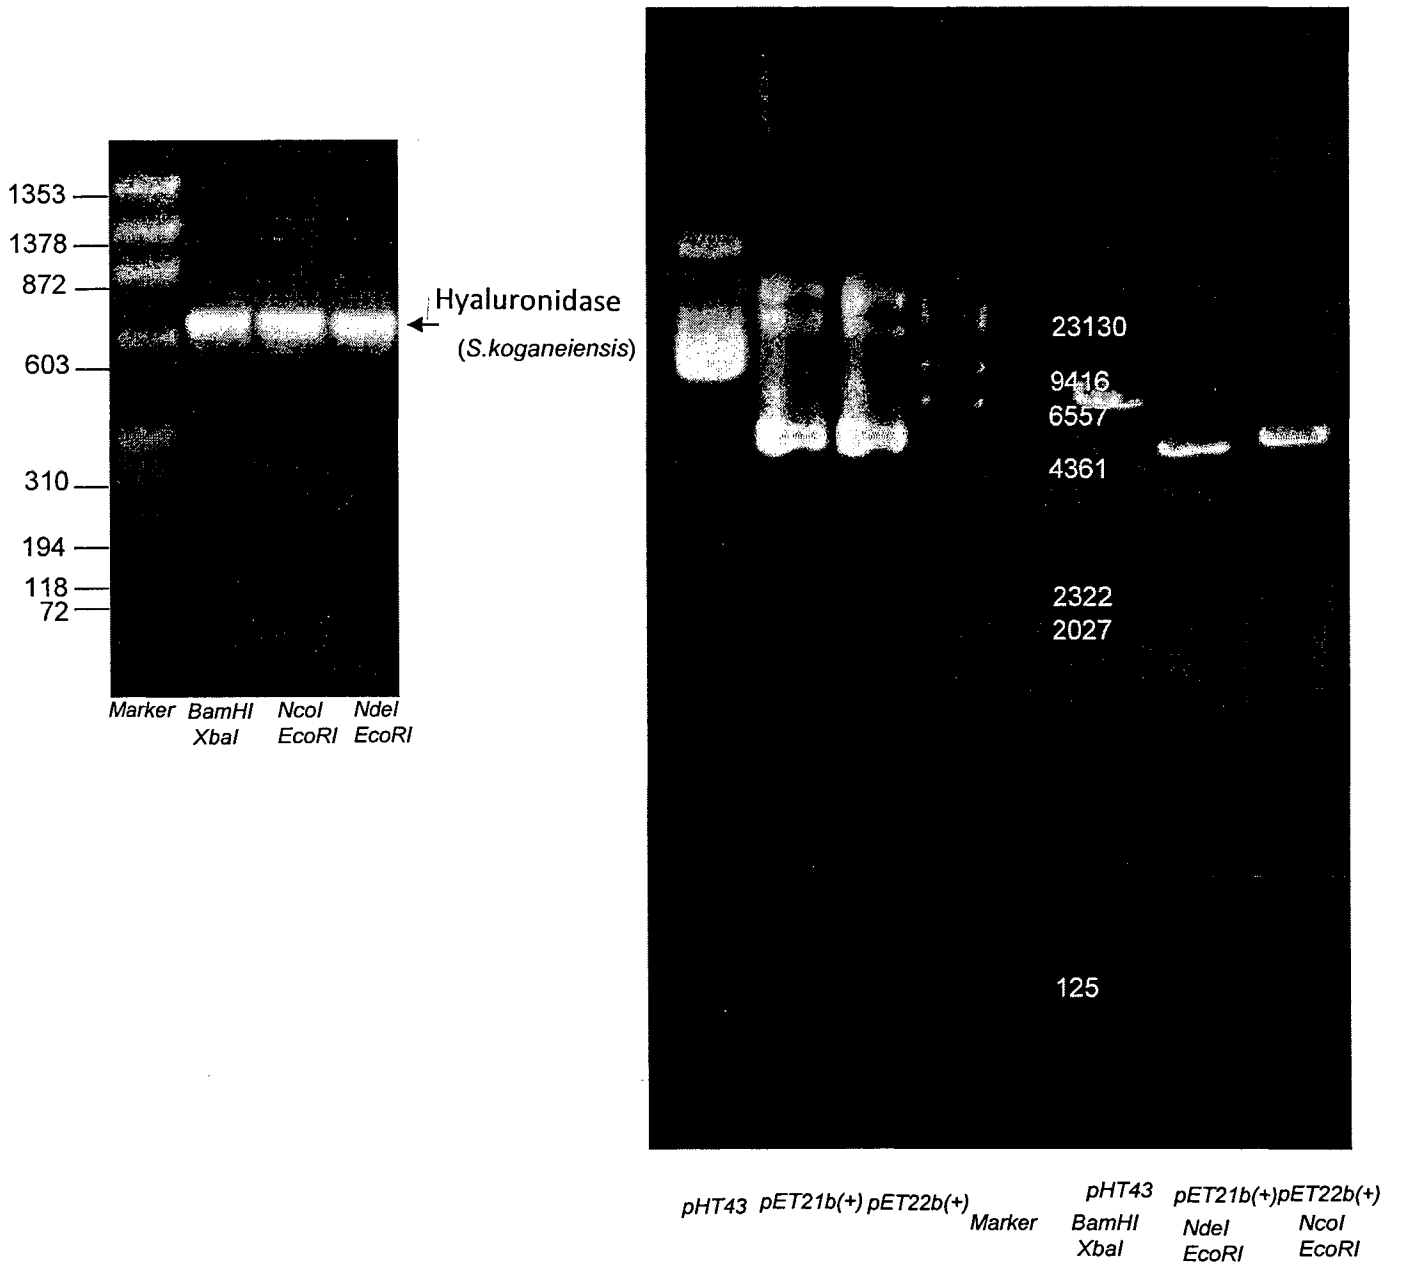 1353
1378
872
603
310
194
118
72
Hyaluronidase
(S.koganeiensis)
Marker BamHI NcoI NdeI
XbaI EcoRI EcoRI
23130
9416
6557
4361
2322
2027
125
pHT43 pET21b(+) pET22b(+) Marker
pHT43 pET21b(+) pET22b(+)
BamHI NdeI NcoI
XbaI EcoRI EcoRI